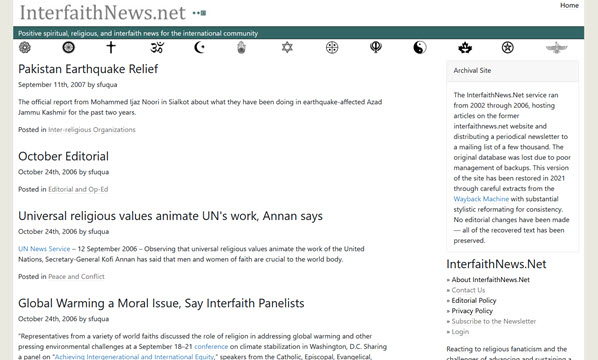 InterfaithNews.net
Home
Positive spiritual, religious, and interfaith news for the international community
Pakistan Earthquake Relief
September 11th, 2007 by sfuqua
The official report from Mohammed Ijaz Noori in Sialkot about what they have been doing in earthquake-affected Azad
Jammu Kashmir for the past two years.
Posted in Inter-religious Organizations
October Editorial
October 24th, 2006 by sfuqua
Posted in Editorial and Op-Ed
Universal religious values animate UN's work, Annan says
October 24th, 2006 by sfuqua
UN News Service – 12 September 2006 – Observing that universal religious values animate the work of the United
Nations, Secretary-General Kofi Annan has said that men and women of faith are crucial to the world body.
Posted in Peace and Conflict
Global Warming a Moral Issue, Say Interfaith Panelists
October 24th, 2006 by sfuqua
"Representatives from a variety of world faiths discussed the role of religion in addressing global warming and other
pressing environmental challenges at a September 18–21 conference on climate stabilization in Washington, D.C. Sharing
a panel on "Achieving Intergenerational and International Equity," speakers from the Catholic, Episcopal, Evangelical,
Archival Site
The InterfaithNews.Net service ran
from 2002 through 2006, hosting
articles on the former
interfaithnews.net website and
distributing a periodical newsletter to
a mailing list of a few thousand. The
original database was lost due to poor
management of backups. This version
of the site has been restored in 2021
through careful extracts from the
Wayback Machine with substantial
stylistic reformatting for consistency.
No editorial changes have been made
— all of the recovered text has been
preserved.
InterfaithNews.Net
» About InterfaithNews.Net
» Contact Us
» Editorial Policy
» Privacy Policy
» Subscribe to the Newsletter
» Login
Reacting to religious fanaticism and the
challenges of advancing and sustaining a